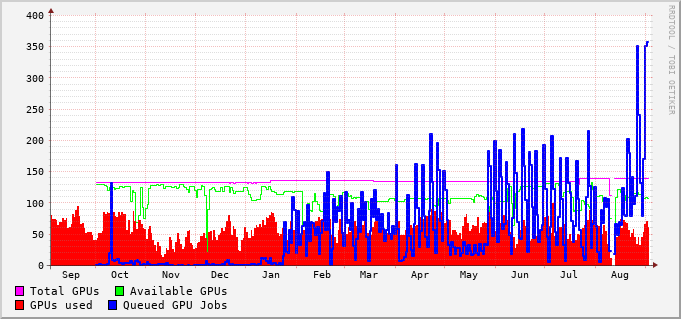 400
350
300
250
200
150
100
50
0
Sep Oct Nov Dec Jan Feb Mar Apr May Jun Jul Aug
Total GPUs Available GPUs
GPUs used Queued GPU Jobs
RRDTOOL / TOBI OETIKER